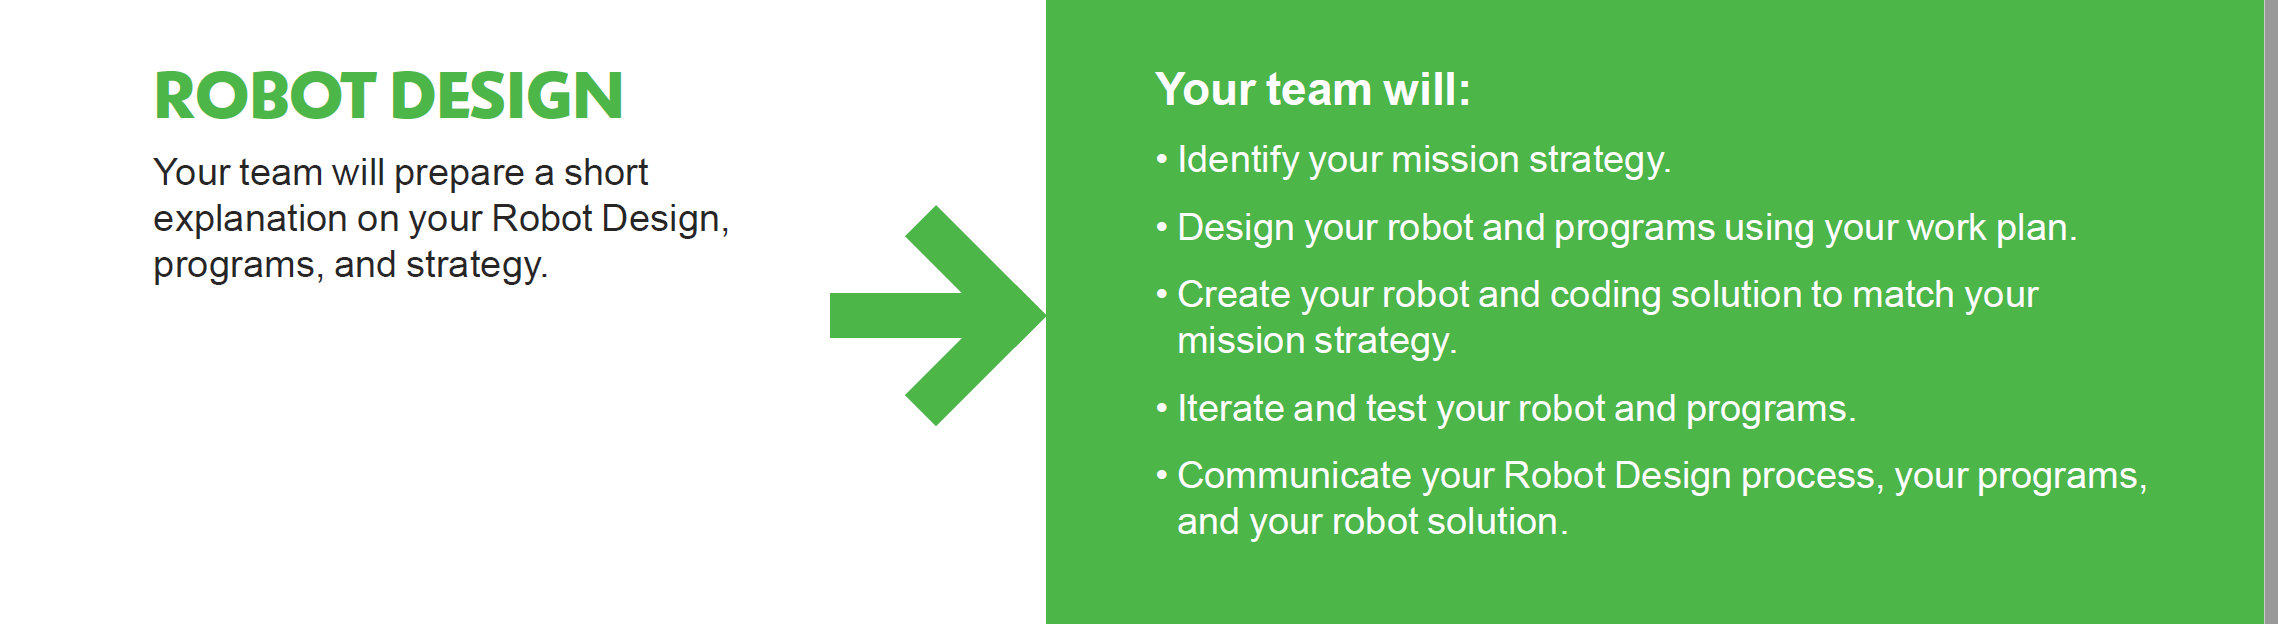 ROBOT DESIGN
Your team will prepare a short
explanation on your Robot Design,
programs, and strategy.
Your team will:
• Identify your mission strategy.
• Design your robot and programs using your work plan.
• Create your robot and coding solution to match your
mission strategy.
• Iterate and test your robot and programs.
• Communicate your Robot Design process, your programs,
and your robot solution.